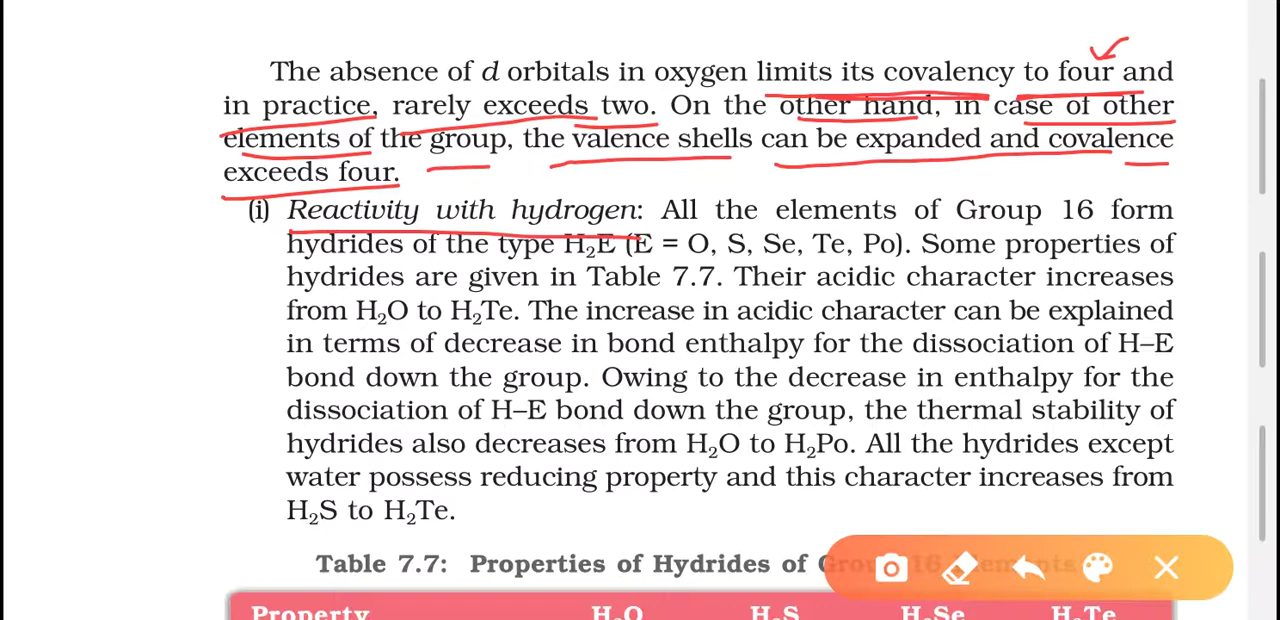 The absence of d orbitals in oxygen limits its covalency to four and
in practice, rarely exceeds two. On the other hand, in case of other
elements of the group, the valence shells can be expanded and covalence
exceeds four.
(i) Reactivity with hydrogen: All the elements of Group 16 form
hydrides of the type H₂E (E = O, S, Se, Te, Po). Some properties of
hydrides are given in Table 7.7. Their acidic character increases
from H₂O to H₂Te. The increase in acidic character can be explained
in terms of decrease in bond enthalpy for the dissociation of H–E
bond down the group. Owing to the decrease in enthalpy for the
dissociation of H–E bond down the group, the thermal stability of
hydrides also decreases from H₂O to H₂Po. All the hydrides except
water possess reducing property and this character increases from
H₂S to H₂Te.
Table 7.7: Properties of Hydrides of Group 16 Elements
Property H₂O H₂S H₂Se H₂Te